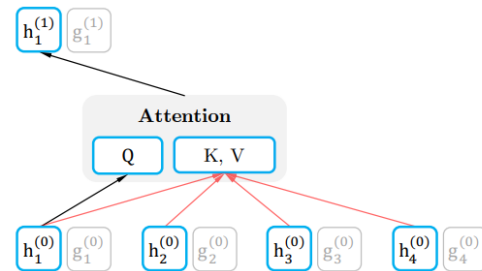 h₁⁽¹⁾ g₁⁽¹⁾
Attention
Q K, V
h₁⁽⁰⁾ g₁⁽⁰⁾ h₂⁽⁰⁾ g₂⁽⁰⁾ h₃⁽⁰⁾ g₃⁽⁰⁾ h₄⁽⁰⁾ g₄⁽⁰⁾